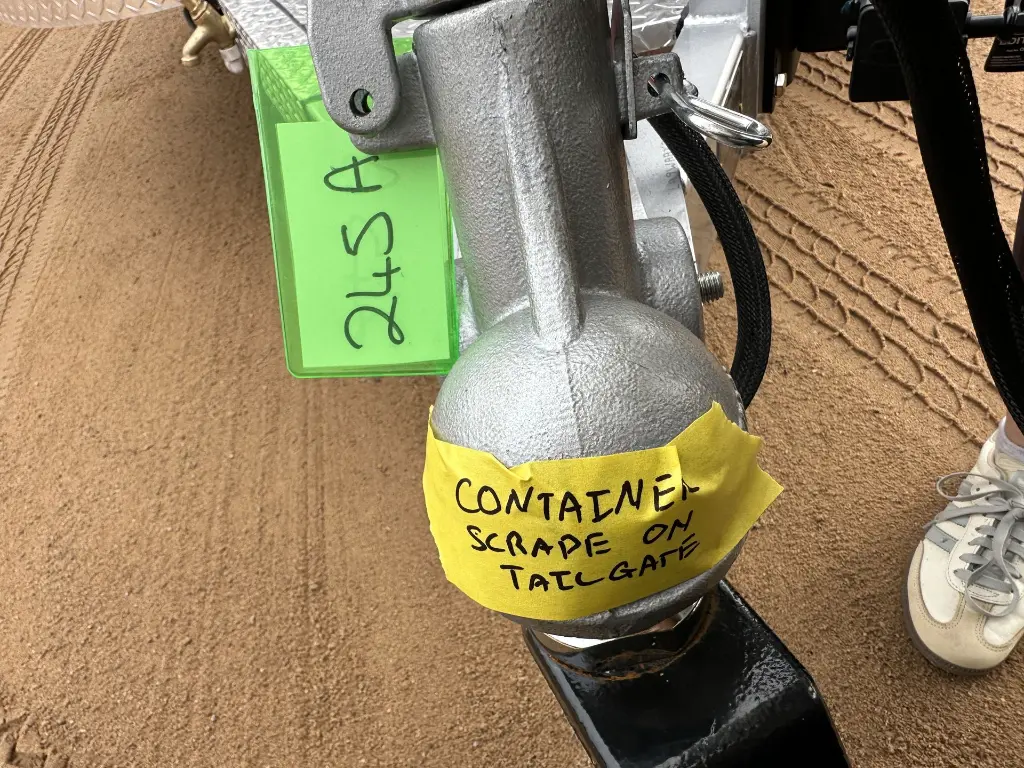 245 A
CONTAINER
SCRAPE ON
TAILGATE